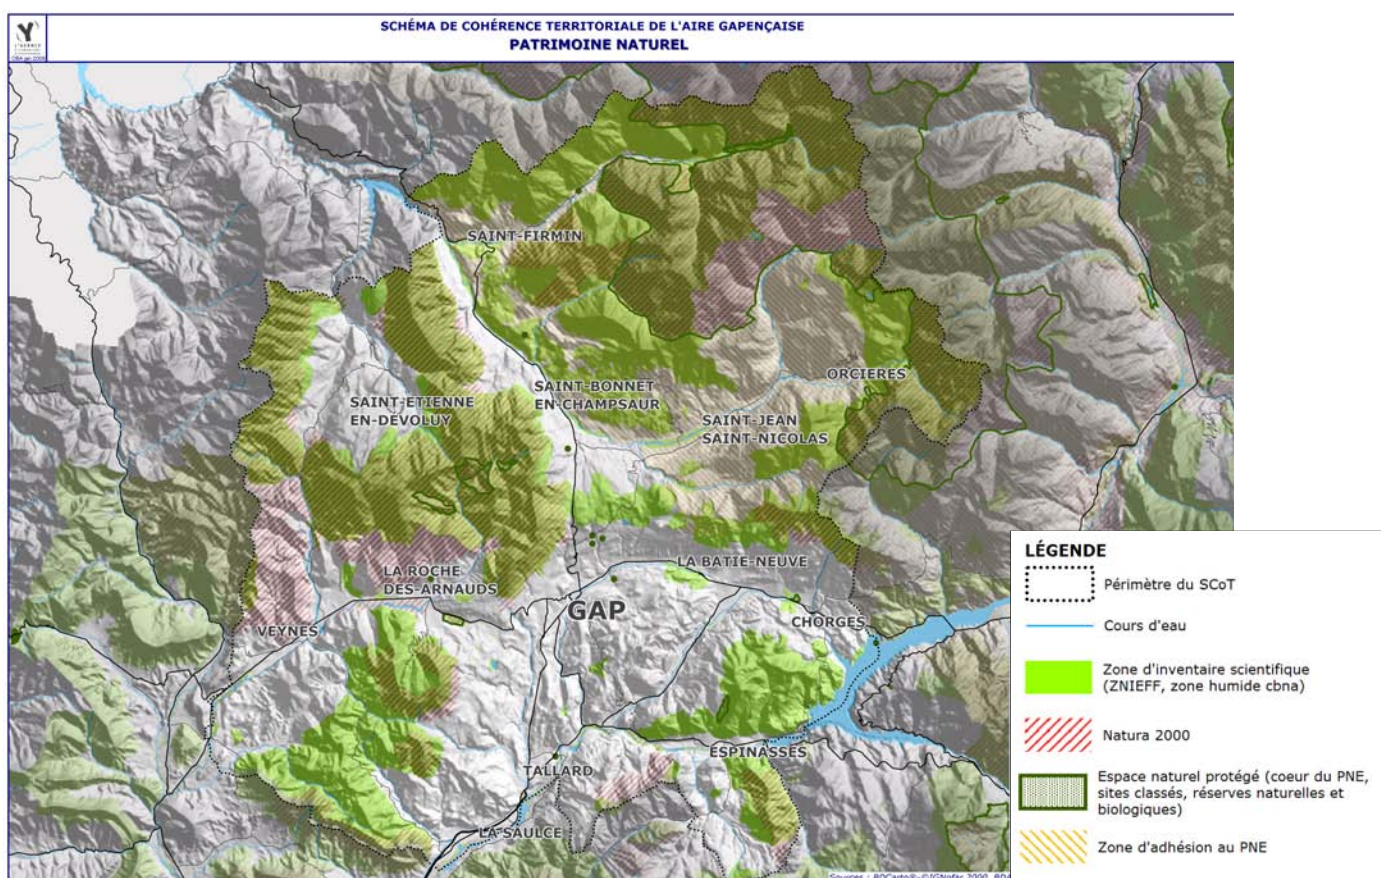 SCHÉMA DE COHÉRENCE TERRITORIALE DE L'AIRE GAPENÇAISE
PATRIMOINE NATUREL
SAINT-FIRMIN
SAINT-ETIENNE
EN-DÉVOLUY
SAINT-BONNET
EN-CHAMPSAUR
ORCIERES
SAINT-JEAN
SAINT-NICOLAS
LA ROCHE
DES-ARNAUDS
LA BATIE-NEUVE
GAP
VEYNES
CHORGES
ESPINASSES
TALLARD
LA SAULCE
LÉGENDE
Périmètre du SCoT
Cours d'eau
Zone d'inventaire scientifique
(ZNIEFF, zone humide cbna)
Natura 2000
Espace naturel protégé (coeur du PNE,
sites classés, réserves naturelles et
biologiques)
Zone d'adhésion au PNE